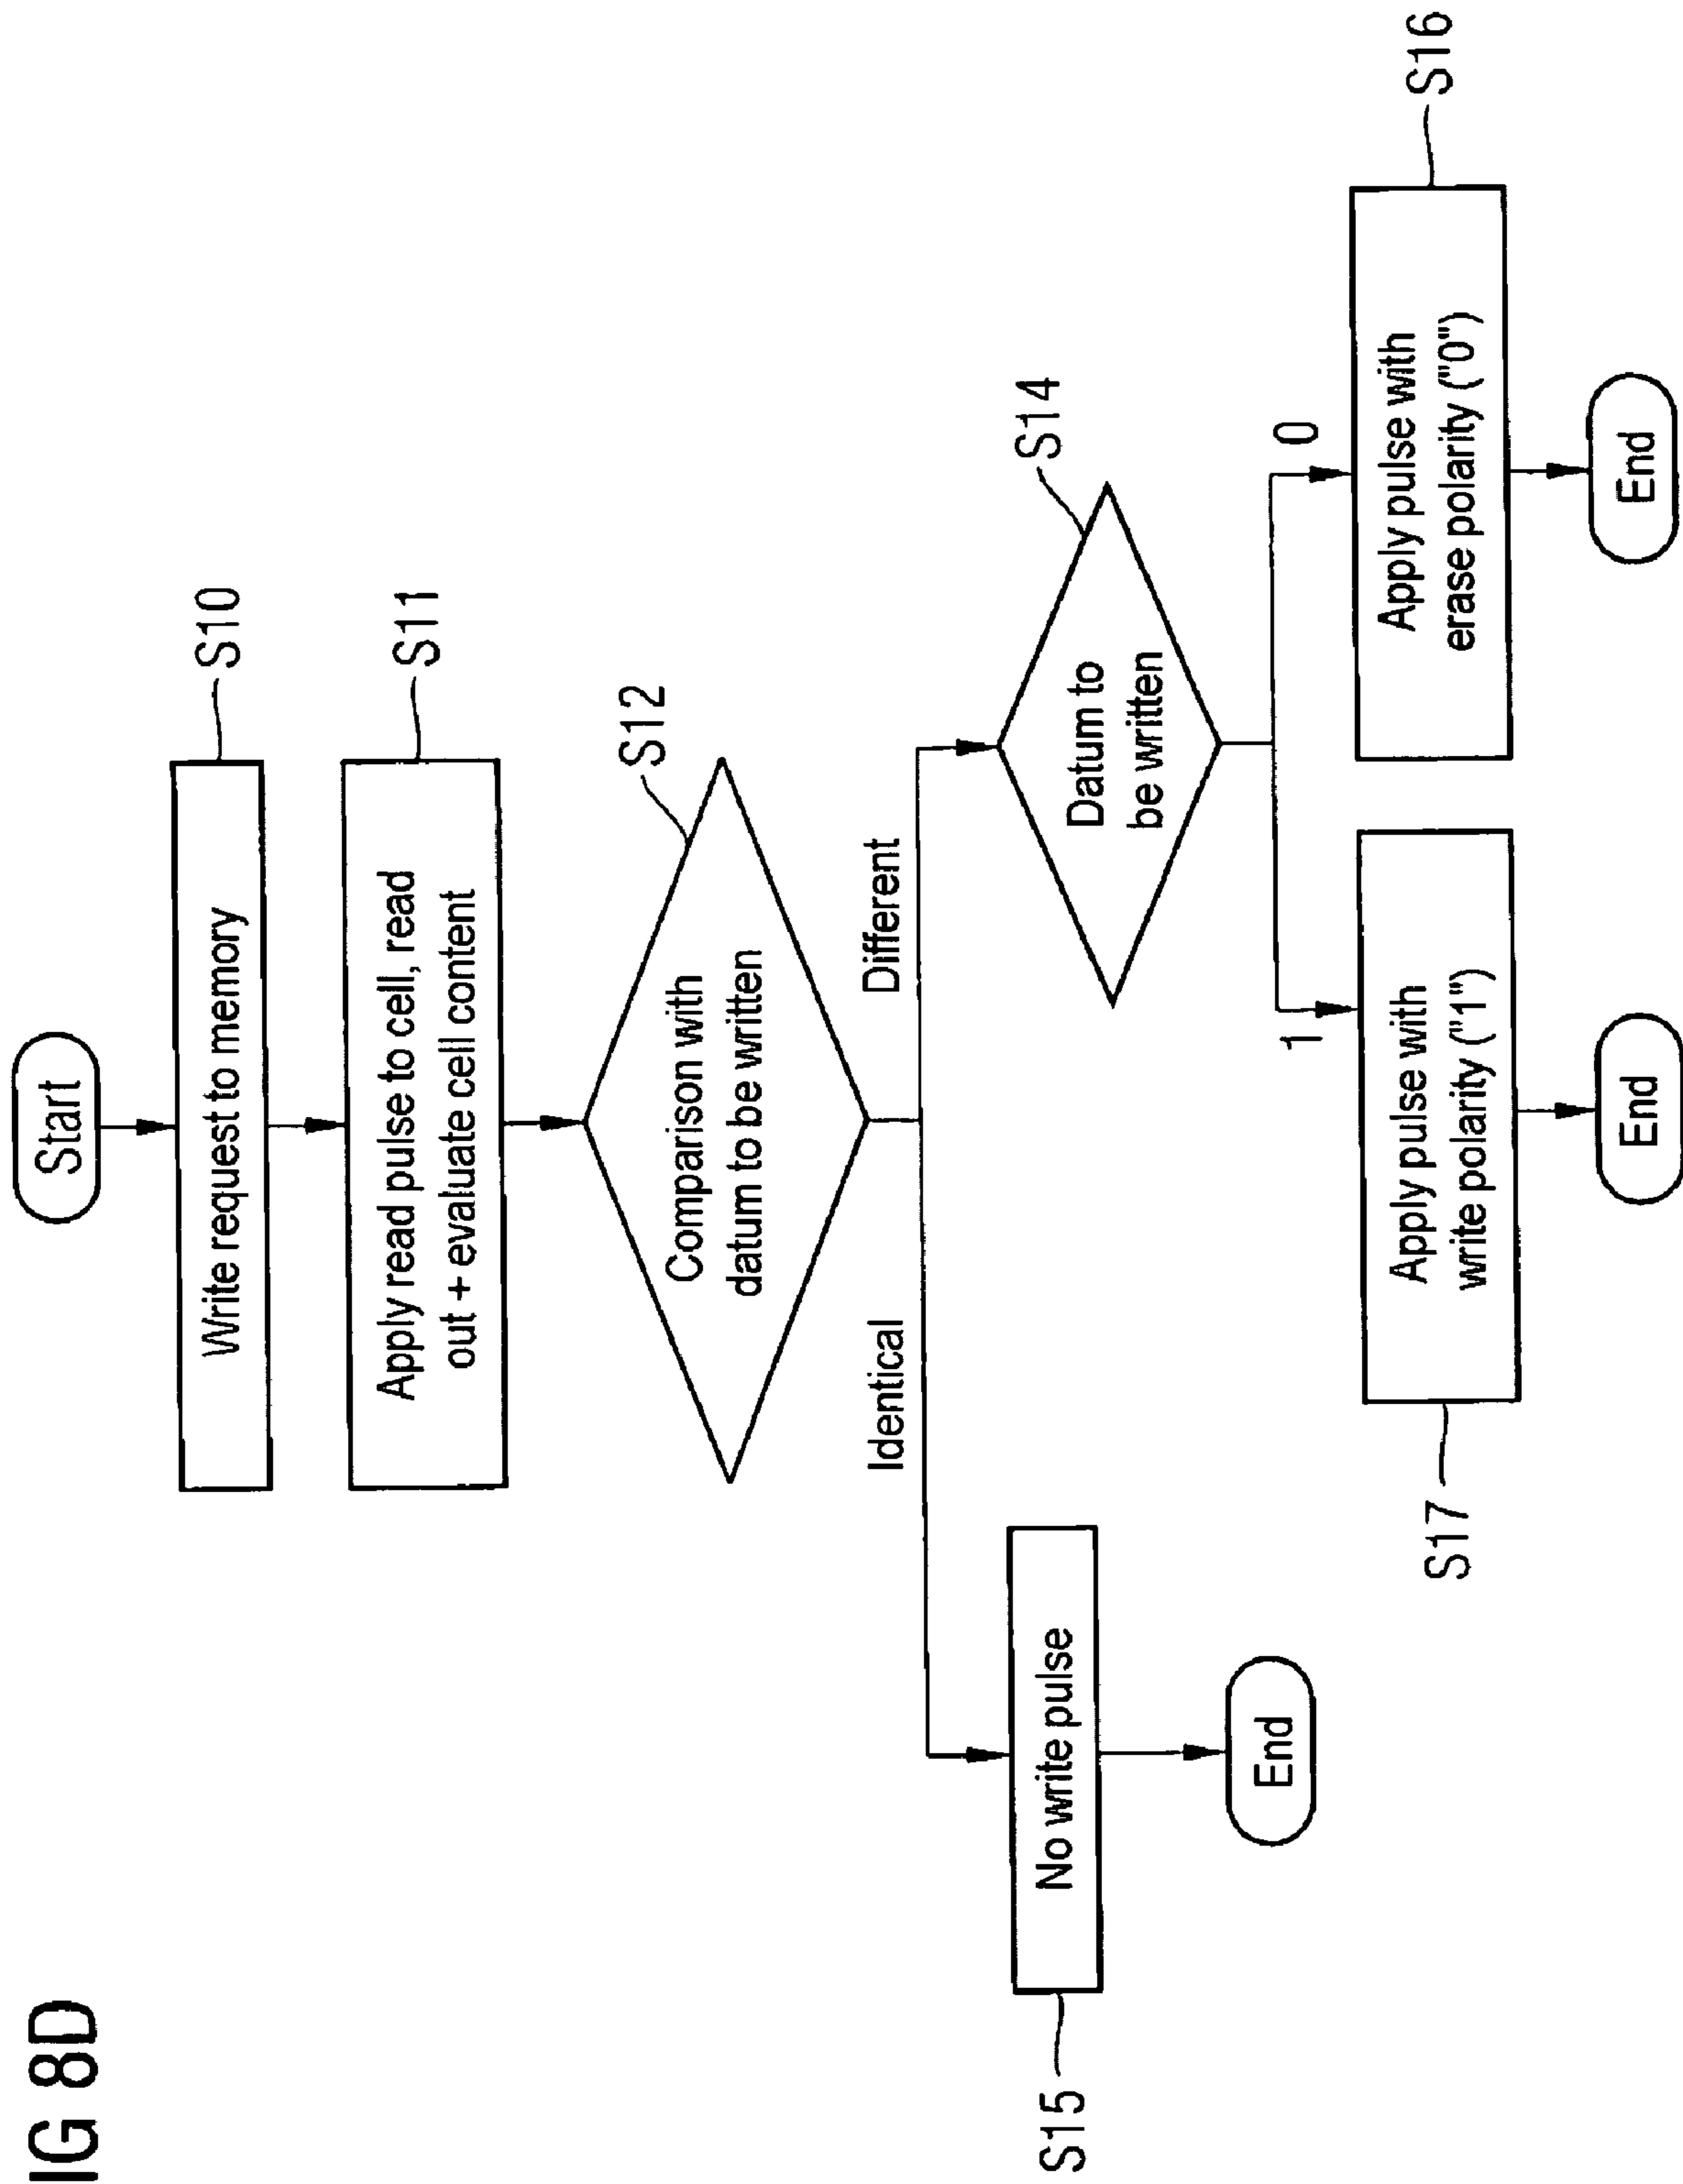 IG 8D
Start
Write request to memory
S10
Apply read pulse to cell, read
out + evaluate cell content
S11
Comparison with
datum to be written
S12
Identical
Different
No write pulse
S15
End
Datum to
be written
S14
1
0
Apply pulse with
write polarity ("1")
S17
End
Apply pulse with
erase polarity ("0")
S16
End